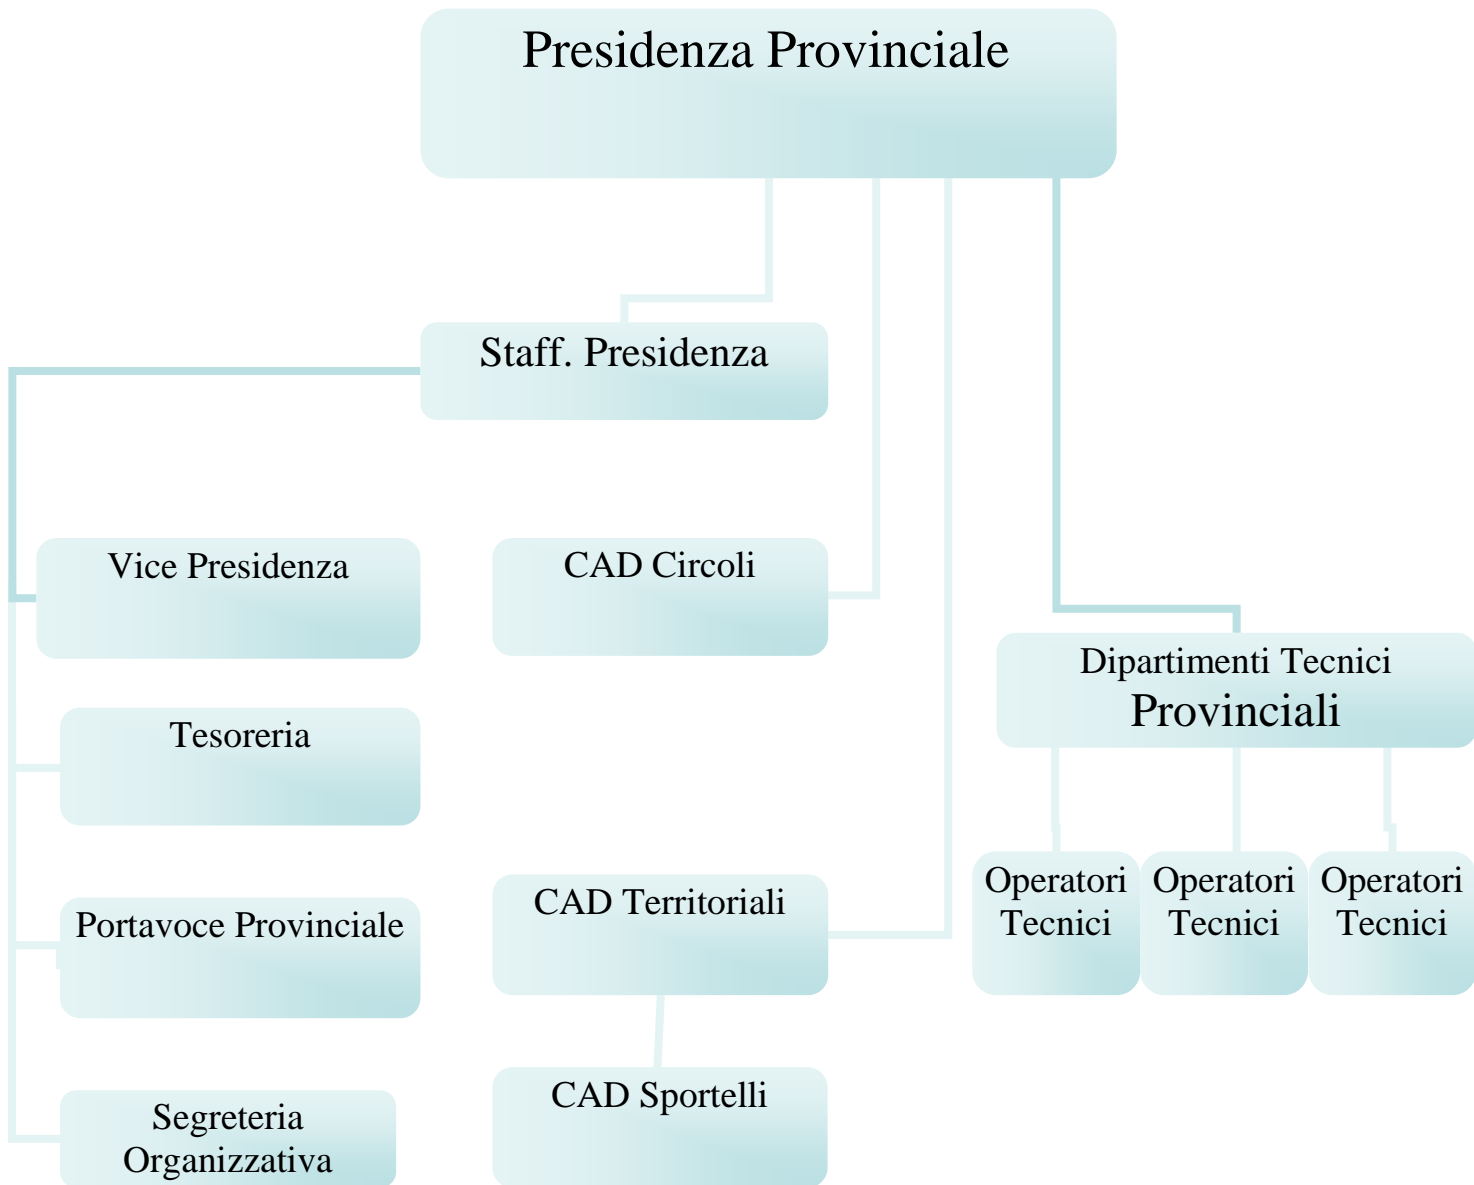 Presidenza Provinciale
Staff. Presidenza
Vice Presidenza
CAD Circoli
Dipartimenti Tecnici
Provinciali
Tesoreria
Operatori
Tecnici
Operatori
Tecnici
Operatori
Tecnici
CAD Territoriali
Portavoce Provinciale
CAD Sportelli
Segreteria
Organizzativa